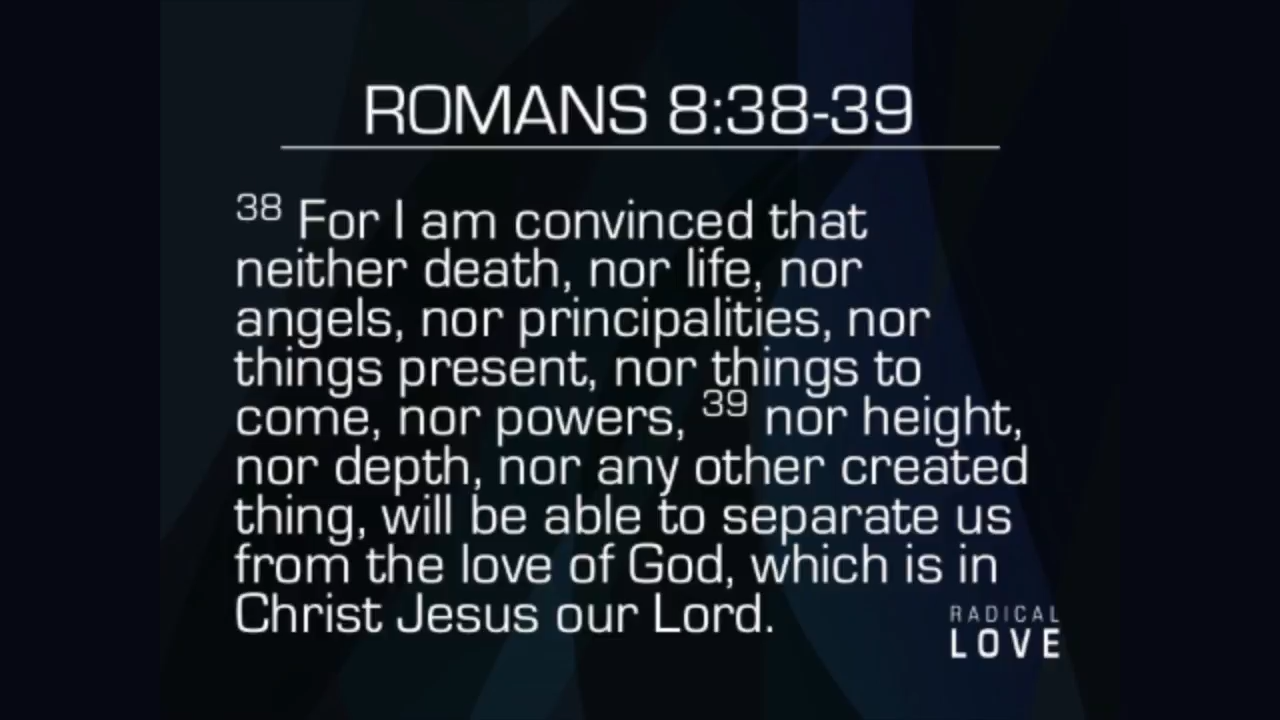 ROMANS 8:38-39
38 For I am convinced that
neither death, nor life, nor
angels, nor principalities, nor
things present, nor things to
come, nor powers, 39 nor height,
nor depth, nor any other created
thing, will be able to separate us
from the love of God, which is in
Christ Jesus our Lord.
RADICAL
LOVE